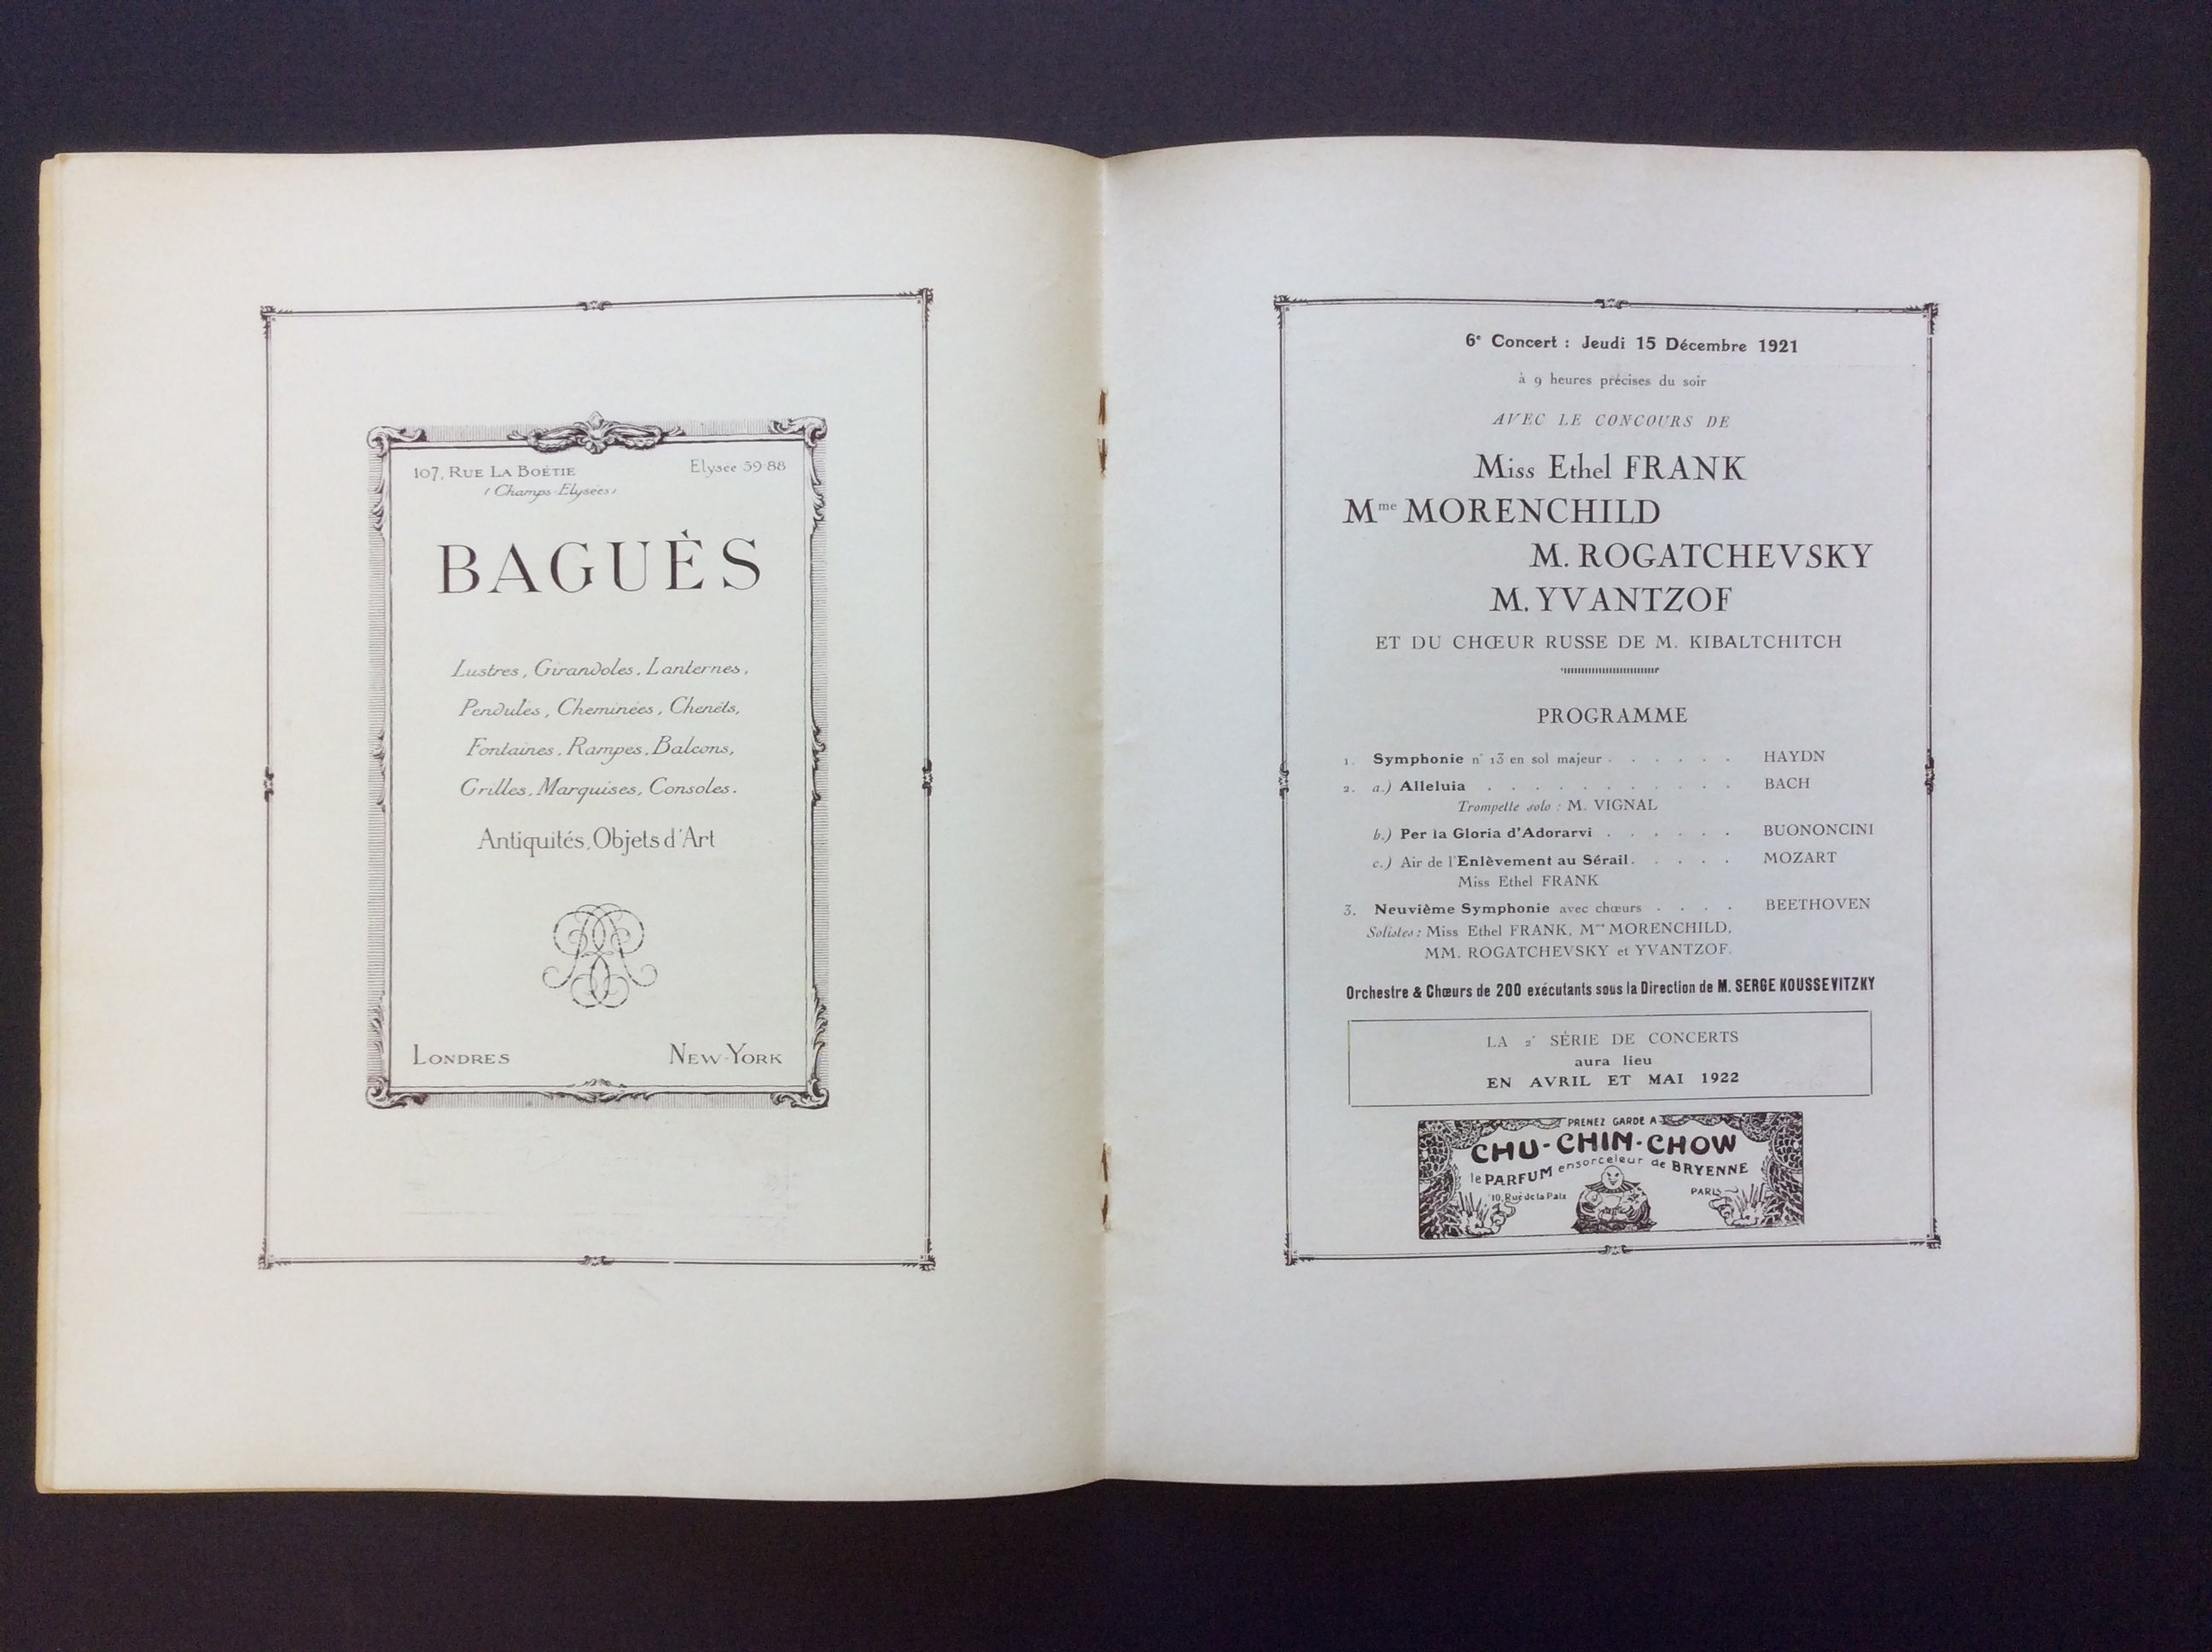 107, RUE LA BOÉTIE
Elysée 39-88
(Champs-Elysées)
BAGUÈS
Lustres, Girandoles, Lanternes,
Pendules, Cheminées, Chenêts,
Fontaines, Rampes, Balcons,
Grilles, Marquises, Consoles.
Antiquités, Objets d'Art
LONDRES
NEW-YORK
6e Concert : Jeudi 15 Décembre 1921
à 9 heures précises du soir
AVEC LE CONCOURS DE
Miss Ethel FRANK
Mme MORENCHILD
M. ROGATCHEVSKY
M. YVANTZOF
ET DU CHŒUR RUSSE DE M. KIBALTCHITCH
PROGRAMME
1. Symphonie n° 13 en sol majeur . . . . . . HAYDN
2. a.) Alleluia . . . . . . . . . . . BACH
Trompette solo : M. VIGNAL
b.) Per la Gloria d'Adorarvi . . . . . . BUONONCINI
c.) Air de l'Enlèvement au Sérail. . . . . MOZART
Miss Ethel FRANK
3. Neuvième Symphonie avec chœurs . . . . BEETHOVEN
Solistes : Miss Ethel FRANK, Mme MORENCHILD,
MM. ROGATCHEVSKY et YVANTZOF.
Orchestre & Chœurs de 200 exécutants sous la Direction de M. SERGE KOUSSEVITZKY
LA 2e SÉRIE DE CONCERTS
aura lieu
EN AVRIL ET MAI 1922
PRENEZ GARDE A
CHU-CHIN-CHOW
le PARFUM ensorceleur de BRYENNE
10, Rue de la Paix
PARIS